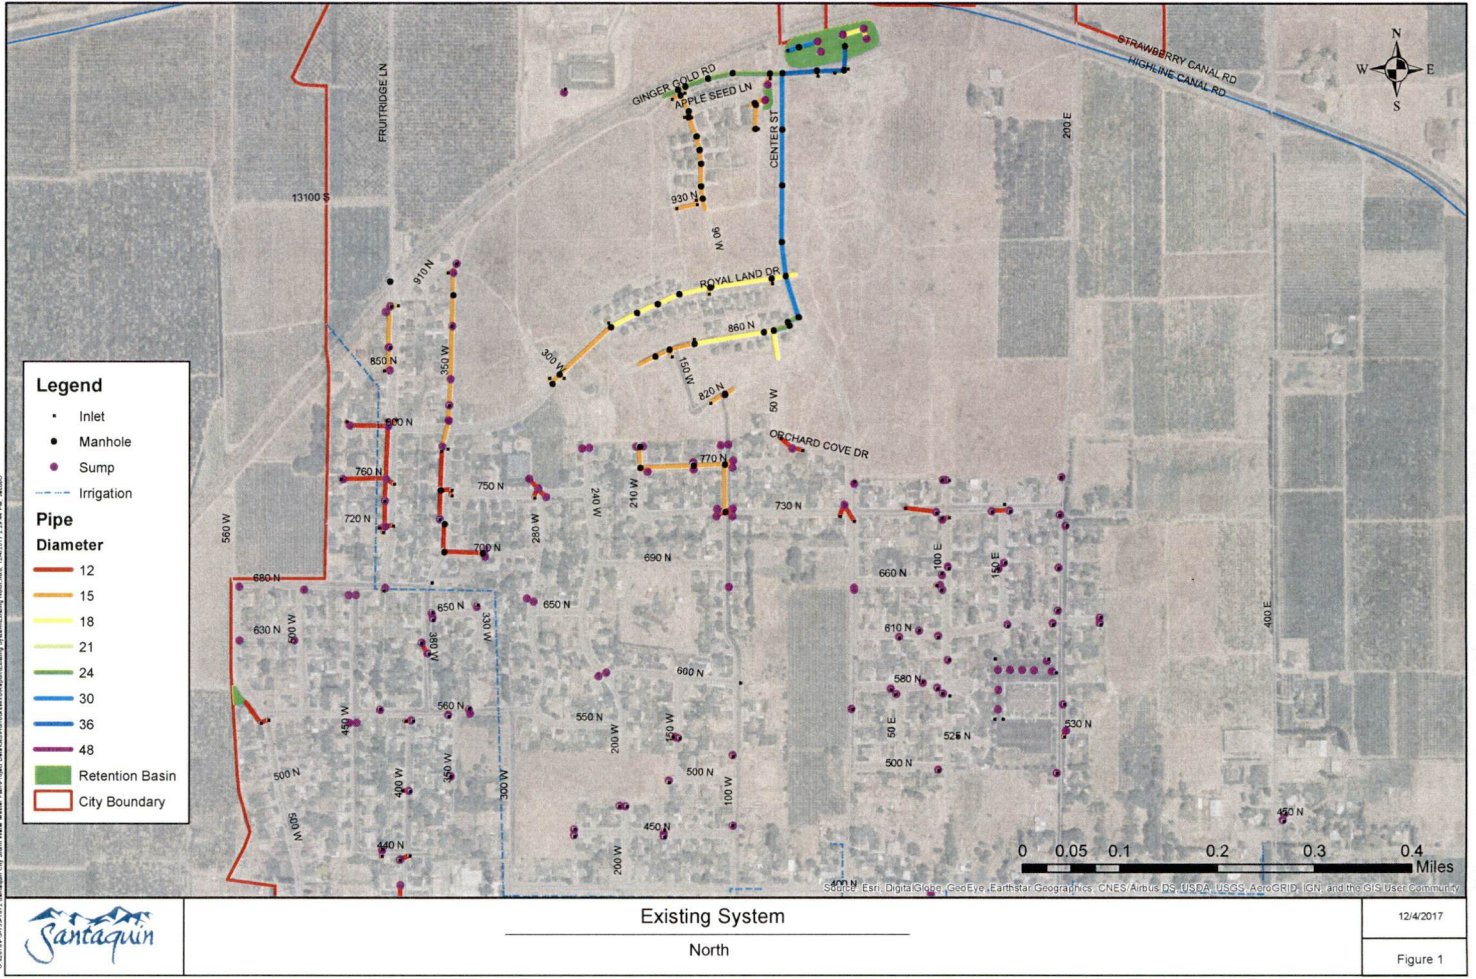 STRAWBERRY CANAL RD
HIGHLINE CANAL RD
N
W E
S
GINGER GOLD RD
APPLE SEED LN
FRUITRIDGE LN
CENTER ST
200 E
13100 S
930 N
90 W
910 N
ROYAL LAND DR
860 N
300 W
850 N
350 W
150 W
820 N
50 W
800 N
ORCHARD COVE DR
770 N
760 N
750 N
240 W
210 W
730 N
720 N
560 W
280 W
700 N
690 N
100 E
150 E
660 N
680 N
650 N
650 N
330 W
630 N
500 W
380 W
610 N
400 E
600 N
580 N
560 N
550 N
450 W
200 W
150 W
50 E
525 N
530 N
500 N
500 N
500 N
400 W
350 W
300 W
100 W
500 W
450 N
450 N
440 N
200 W
400 N
Legend
Inlet
Manhole
Sump
Irrigation
Pipe
Diameter
12
15
18
21
24
30
36
48
Retention Basin
City Boundary
0 0.05 0.1 0.2 0.3 0.4
Miles
Source: Esri, DigitalGlobe, GeoEye, Earthstar Geographics, CNES/Airbus DS, USDA, USGS, AeroGRID, IGN, and the GIS User Community
Santaquin
Existing System
North
12/4/2017
Figure 1